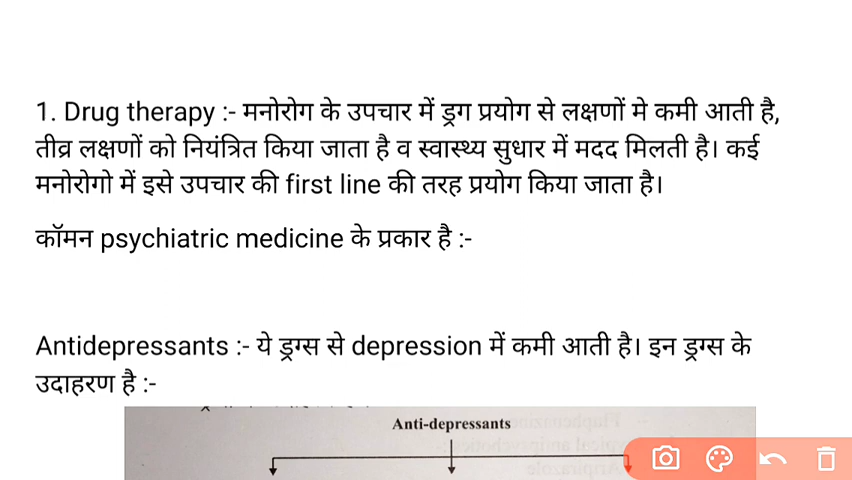 1. Drug therapy :- मनोरोग के उपचार में ड्रग प्रयोग से लक्षणों मे कमी आती है,
तीव्र लक्षणों को नियंत्रित किया जाता है व स्वास्थ्य सुधार में मदद मिलती है। कई
मनोरोगो में इसे उपचार की first line की तरह प्रयोग किया जाता है।
कॉमन psychiatric medicine के प्रकार है :-
Antidepressants :- ये ड्रग्स से depression में कमी आती है। इन ड्रग्स के
उदाहरण है :-
Anti-depressants